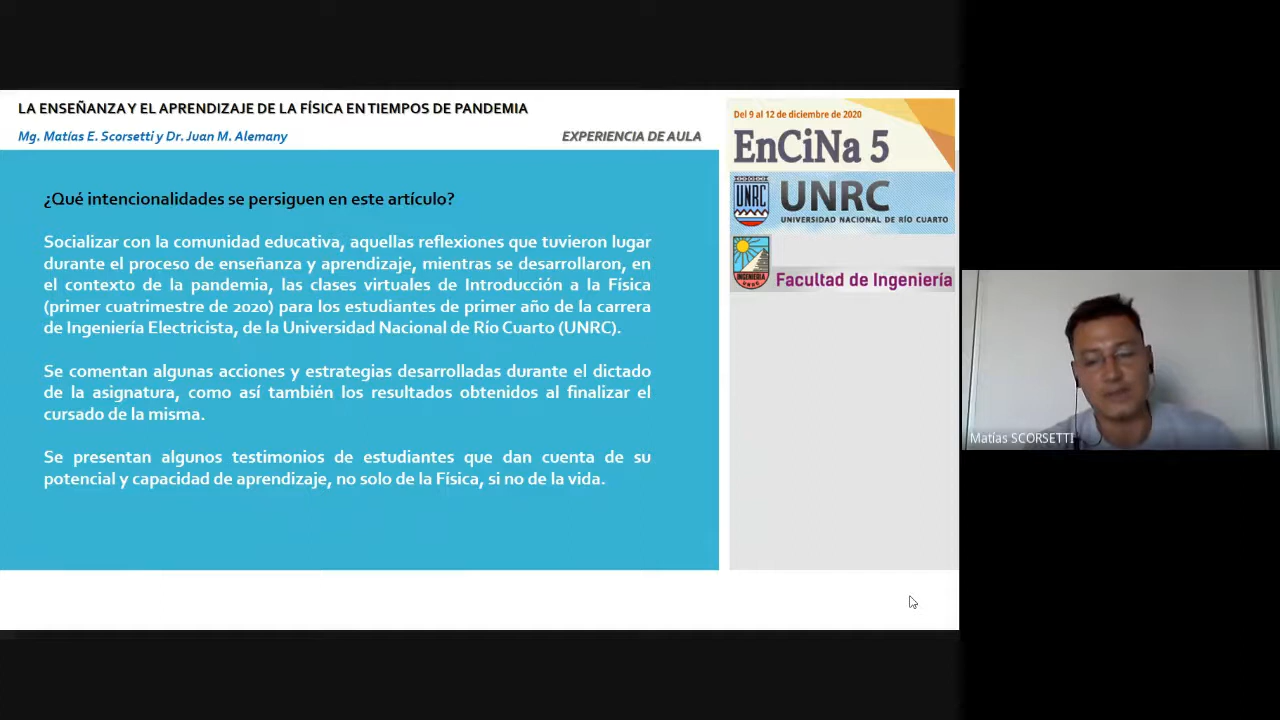 LA ENSEÑANZA Y EL APRENDIZAJE DE LA FÍSICA EN TIEMPOS DE PANDEMIA
Mg. Matías E. Scorsetti y Dr. Juan M. Alemany
EXPERIENCIA DE AULA
¿Qué intencionalidades se persiguen en este artículo?
Socializar con la comunidad educativa, aquellas reflexiones que tuvieron lugar
durante el proceso de enseñanza y aprendizaje, mientras se desarrollaron, en
el contexto de la pandemia, las clases virtuales de Introducción a la Física
(primer cuatrimestre de 2020) para los estudiantes de primer año de la carrera
de Ingeniería Electricista, de la Universidad Nacional de Río Cuarto (UNRC).
Se comentan algunas acciones y estrategias desarrolladas durante el dictado
de la asignatura, como así también los resultados obtenidos al finalizar el
cursado de la misma.
Se presentan algunos testimonios de estudiantes que dan cuenta de su
potencial y capacidad de aprendizaje, no solo de la Física, si no de la vida.
Del 9 al 12 de diciembre de 2020
EnCiNa 5
UNRC
UNRC
UNIVERSIDAD NACIONAL DE RÍO CUARTO
INGENIERIA
UNRC
Facultad de Ingeniería
Matías SCORSETTI